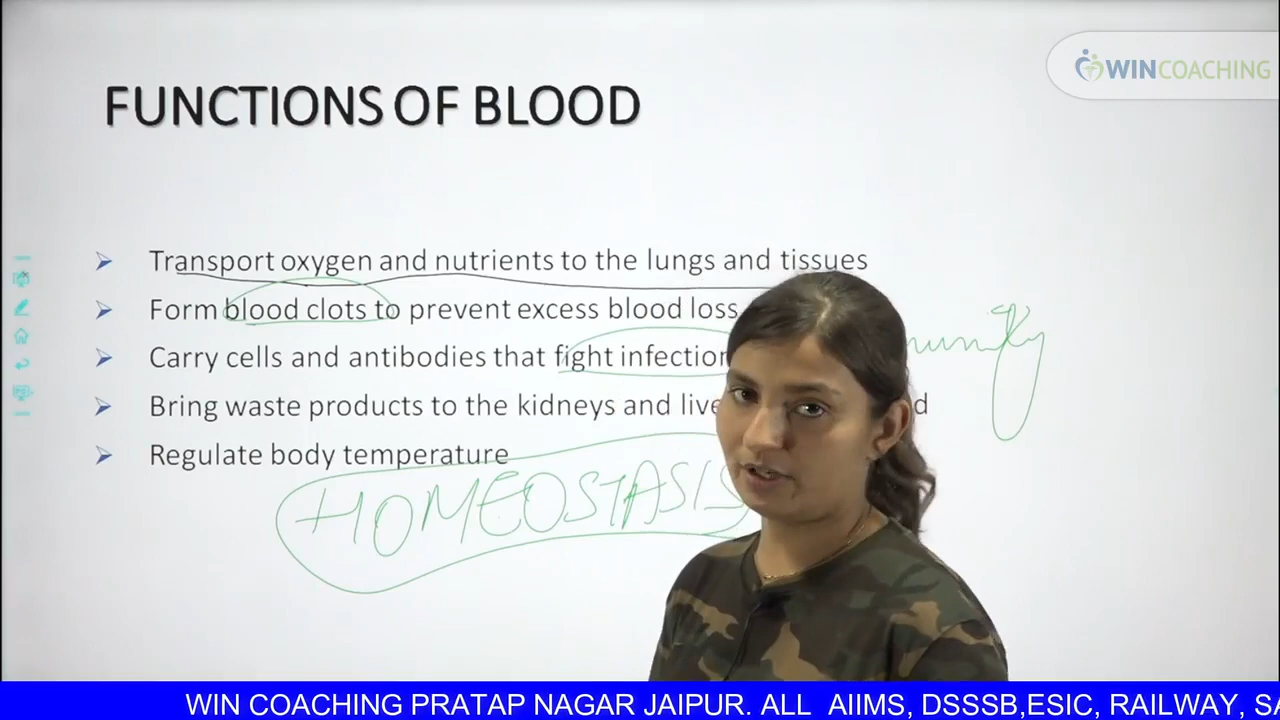 WINCOACHING
FUNCTIONS OF BLOOD
Transport oxygen and nutrients to the lungs and tissues
Form blood clots to prevent excess blood loss
Carry cells and antibodies that fight infection
Bring waste products to the kidneys and
Regulate body temperature
HOMEOSTASIS
WIN COACHING PRATAP NAGAR JAIPUR. ALL AIIMS, DSSSB,ESIC, RAILWAY,